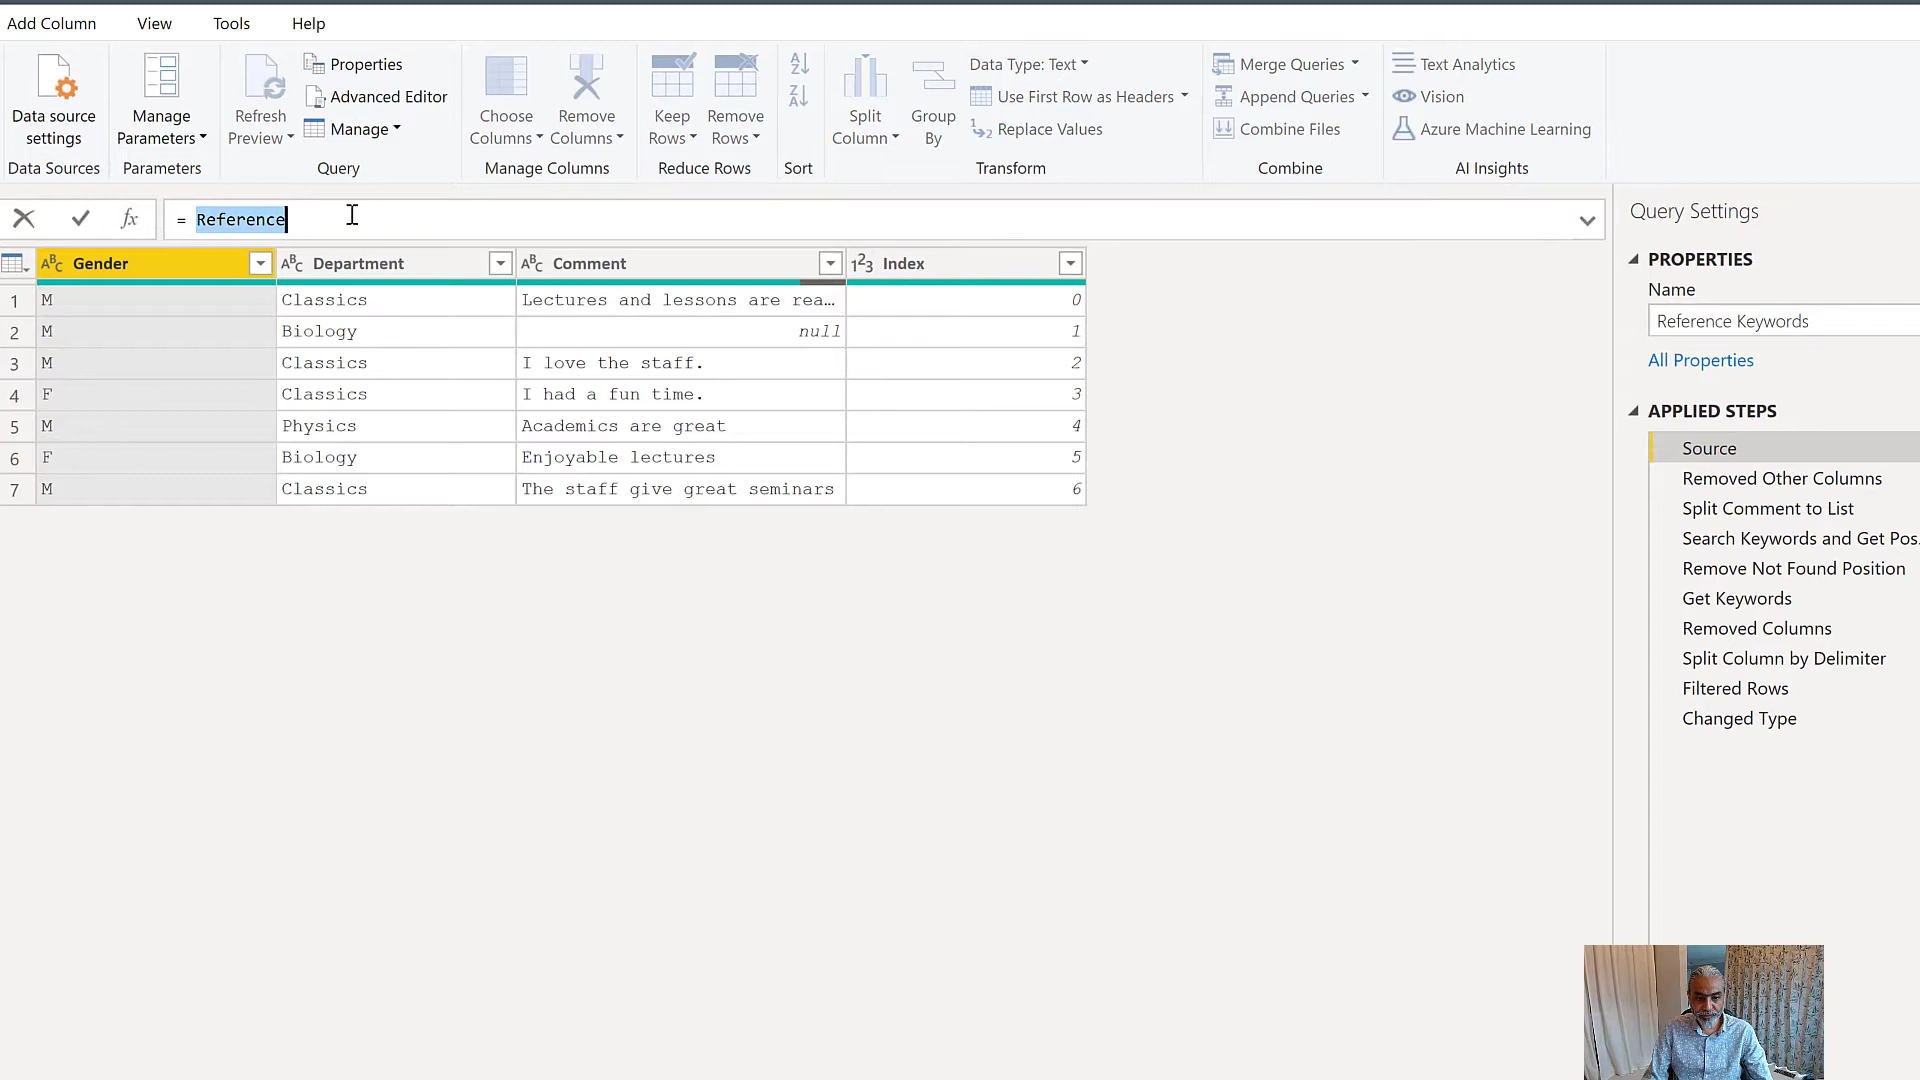 Add Column View Tools Help
Data source settings
Manage Parameters
Refresh Preview
Properties
Advanced Editor
Manage
Choose Columns
Remove Columns
Keep Rows
Remove Rows
A Z
Z A
Split Column
Group By
Data Type: Text
Use First Row as Headers
Replace Values
Merge Queries
Append Queries
Combine Files
Text Analytics
Vision
Azure Machine Learning
Data Sources Parameters Query Manage Columns Reduce Rows Sort Transform Combine AI Insights
fx = Reference
ABC Gender ABC Department ABC Comment 123 Index
1 M Classics Lectures and lessons are rea... 0
2 M Biology null 1
3 M Classics I love the staff. 2
4 F Classics I had a fun time. 3
5 M Physics Academics are great 4
6 F Biology Enjoyable lectures 5
7 M Classics The staff give great seminars 6
Query Settings
PROPERTIES
Name
Reference Keywords
All Properties
APPLIED STEPS
Source
Removed Other Columns
Split Comment to List
Search Keywords and Get Pos.
Remove Not Found Position
Get Keywords
Removed Columns
Split Column by Delimiter
Filtered Rows
Changed Type